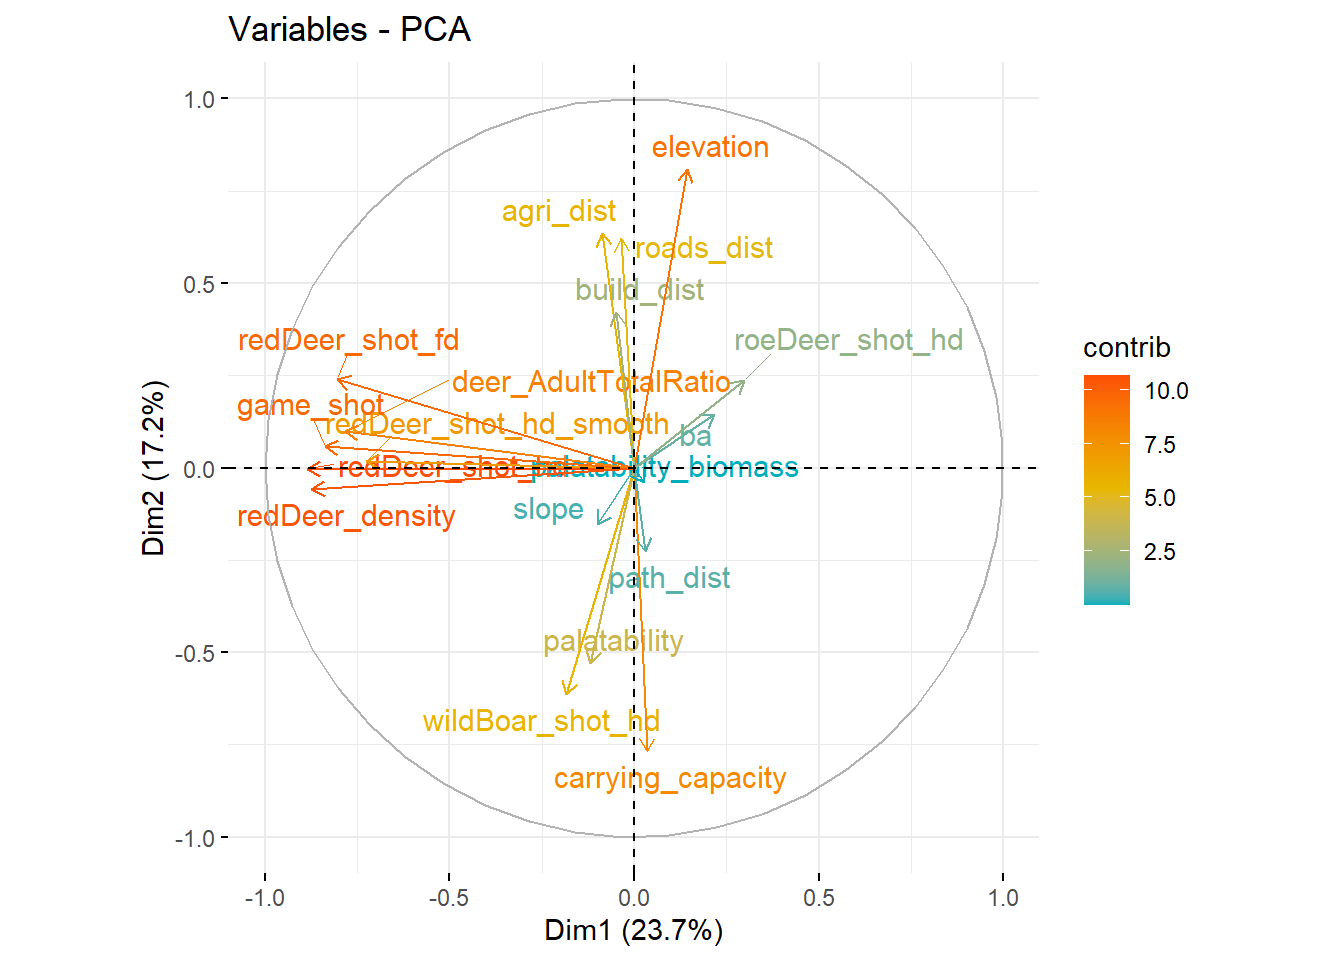 Variables - PCA
1.0
0.5
0.0
-0.5
-1.0
Dim2 (17.2%)
elevation
agri_dist
roads_dist
build_dist
redDeer_shot_fd
roeDeer_shot_hd
deer_AdultTotalRatio
game_shot
redDeer_shot_hd_smooth
ba
palatability_biomass
slope
redDeer_density
path_dist
palatability
wildBoar_shot_hd
carrying_capacity
-1.0
-0.5
0.0
0.5
1.0
Dim1 (23.7%)
contrib
10.0
7.5
5.0
2.5